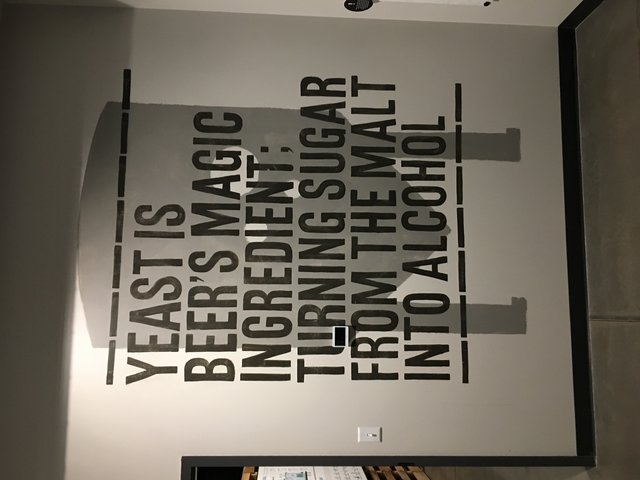 YEAST IS
BEER'S MAGIC
INGREDIENT;
TURNING SUGAR
FROM THE MALT
INTO ALCOHOL